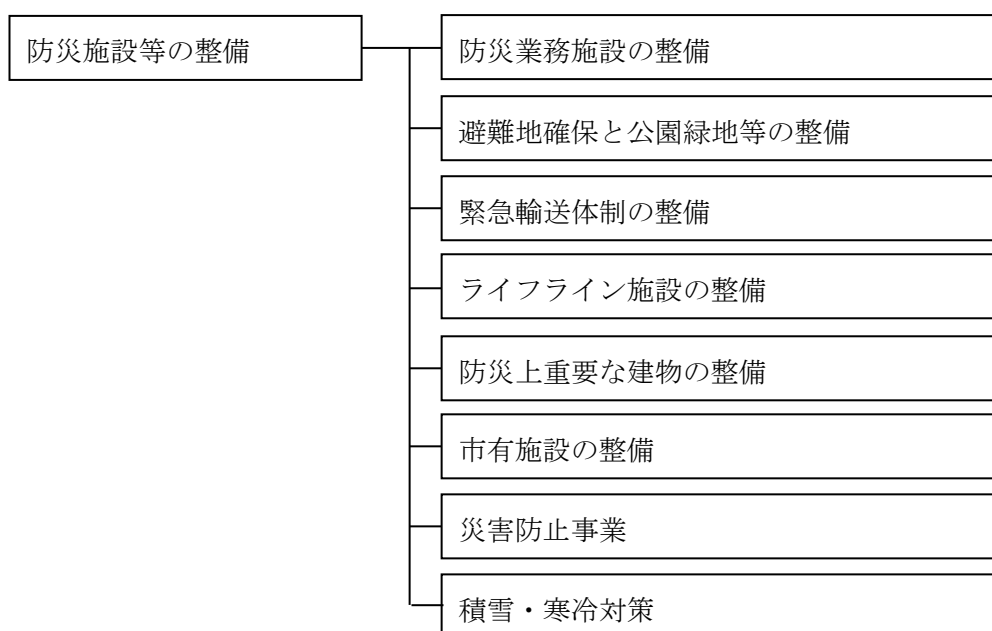 防災施設等の整備
防災業務施設の整備
避難地確保と公園緑地等の整備
緊急輸送体制の整備
ライフライン施設の整備
防災上重要な建物の整備
市有施設の整備
災害防止事業
積雪・寒冷対策